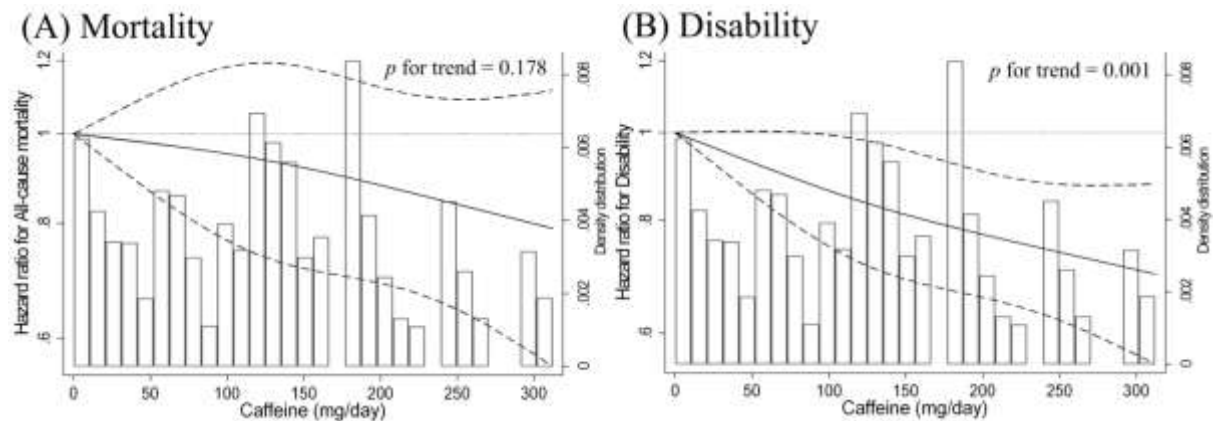 (A) Mortality
p for trend = 0.178
Hazard ratio for All-cause mortality
1.2
1
.8
.6
Density distribution
.008
.006
.004
.002
0
0 50 100 150 200 250 300
Caffeine (mg/day)
(B) Disability
p for trend = 0.001
Hazard ratio for Disability
1.2
1
.8
.6
Density distribution
.008
.006
.004
.002
0
0 50 100 150 200 250 300
Caffeine (mg/day)